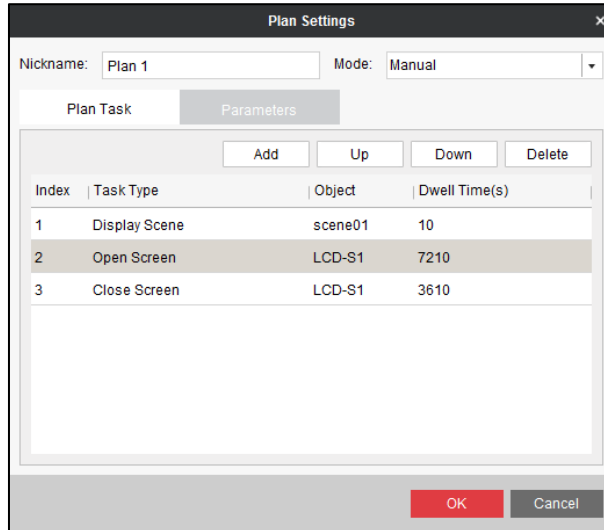 Plan Settings ×
Nickname: Plan 1 Mode: Manual
Plan Task Parameters
Add Up Down Delete
Index Task Type Object Dwell Time(s)
1 Display Scene scene01 10
2 Open Screen LCD-S1 7210
3 Close Screen LCD-S1 3610
OK Cancel